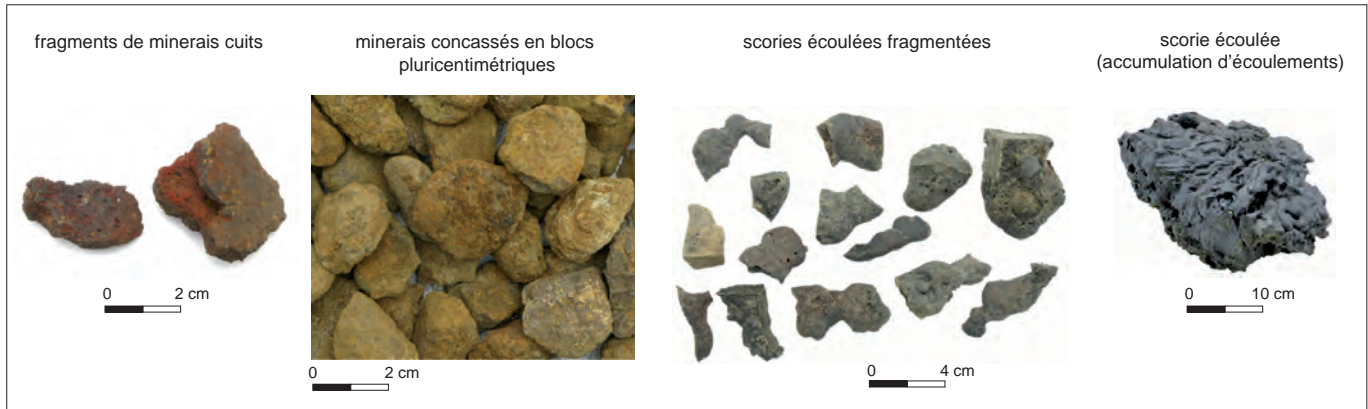 fragments de minerais cuits
minerais concassés en blocs
pluricentimétriques
scories écoulées fragmentées
scorie écoulée
(accumulation d'écoulements)
0 2 cm
0 2 cm
0 4 cm
0 10 cm